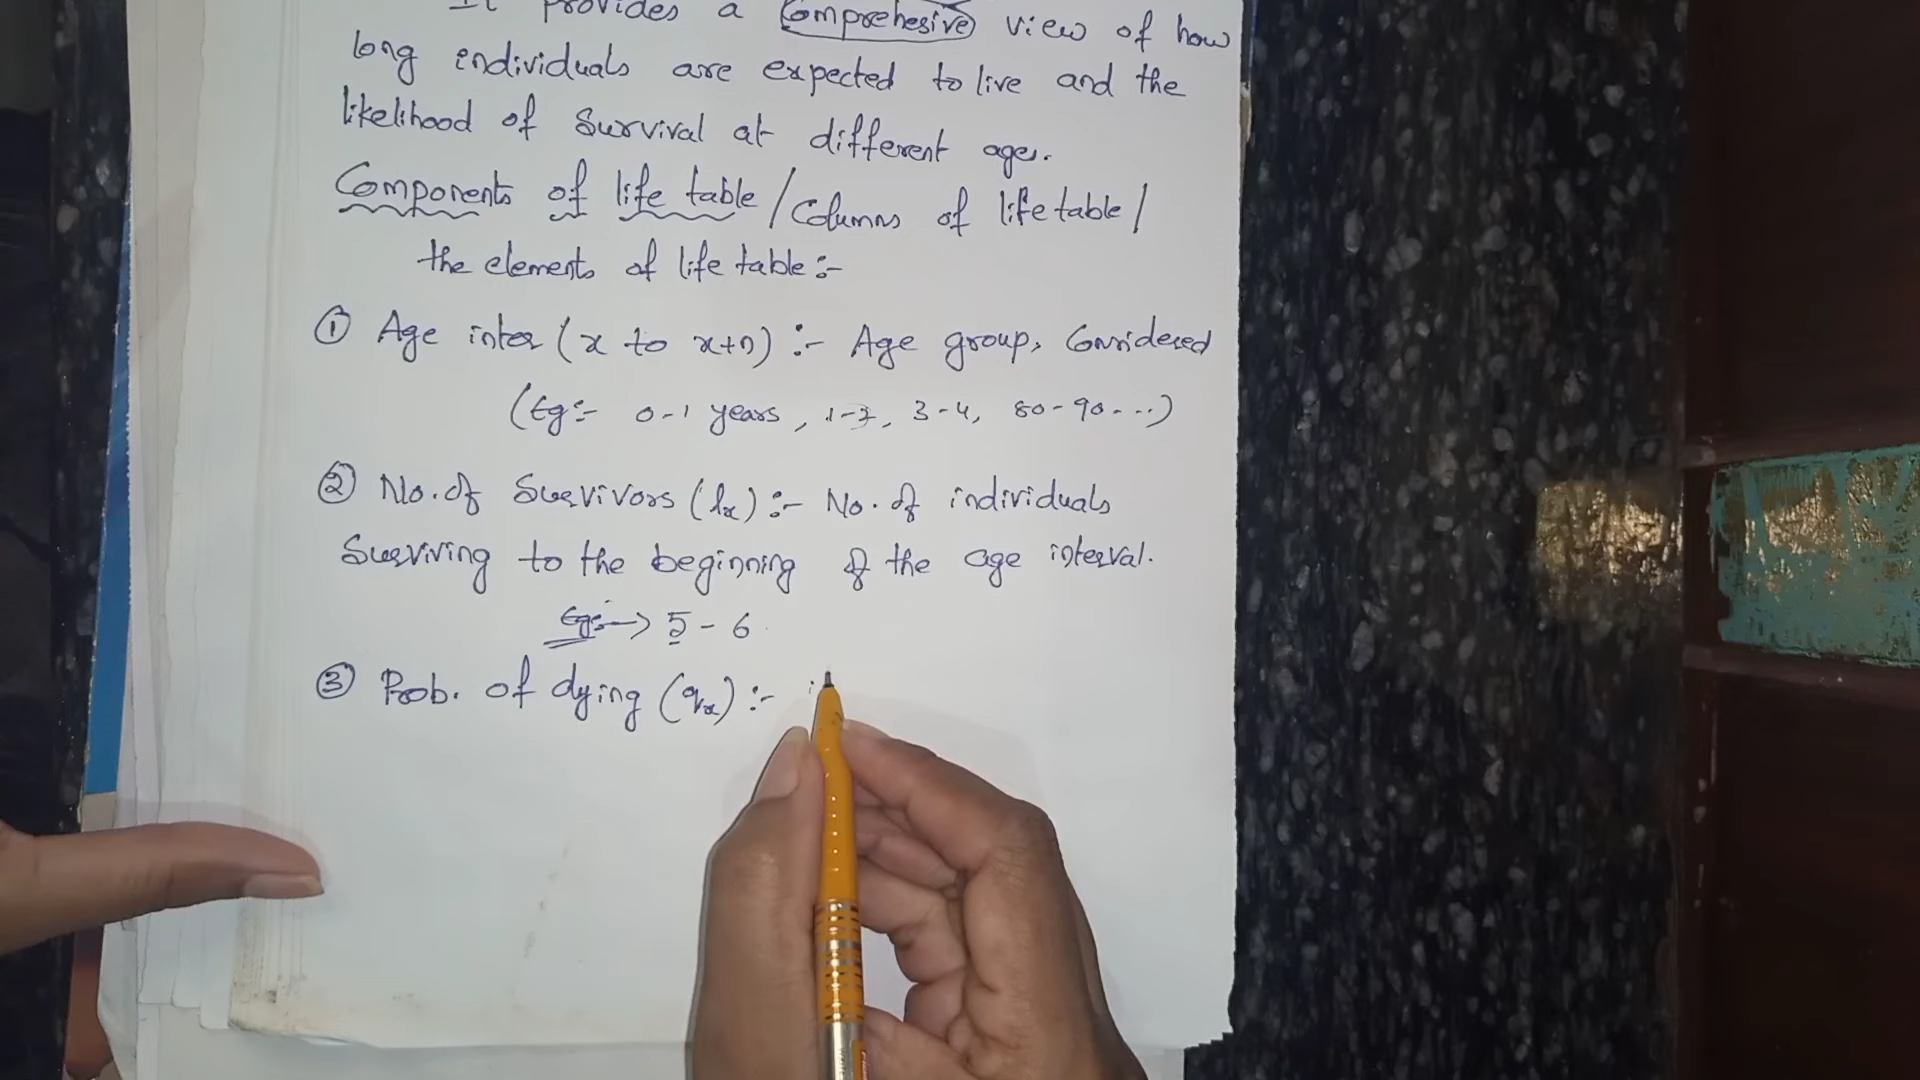 It provides a Comprehesive view of how
long individuals are expected to live and the
likelihood of Survival at different ages.
Components of life table / Columns of life table /
the elements of life table :-
① Age inter (x to x+n) :- Age group, Considered
(Eg:- 0-1 years, 1-2, 3-4, 80-90...)
② No. of Survivors (lx) :- No. of individuals
Surviving to the beginning of the age interval.
Eg:-> 5 - 6
③ Prob. of dying (qx) :-